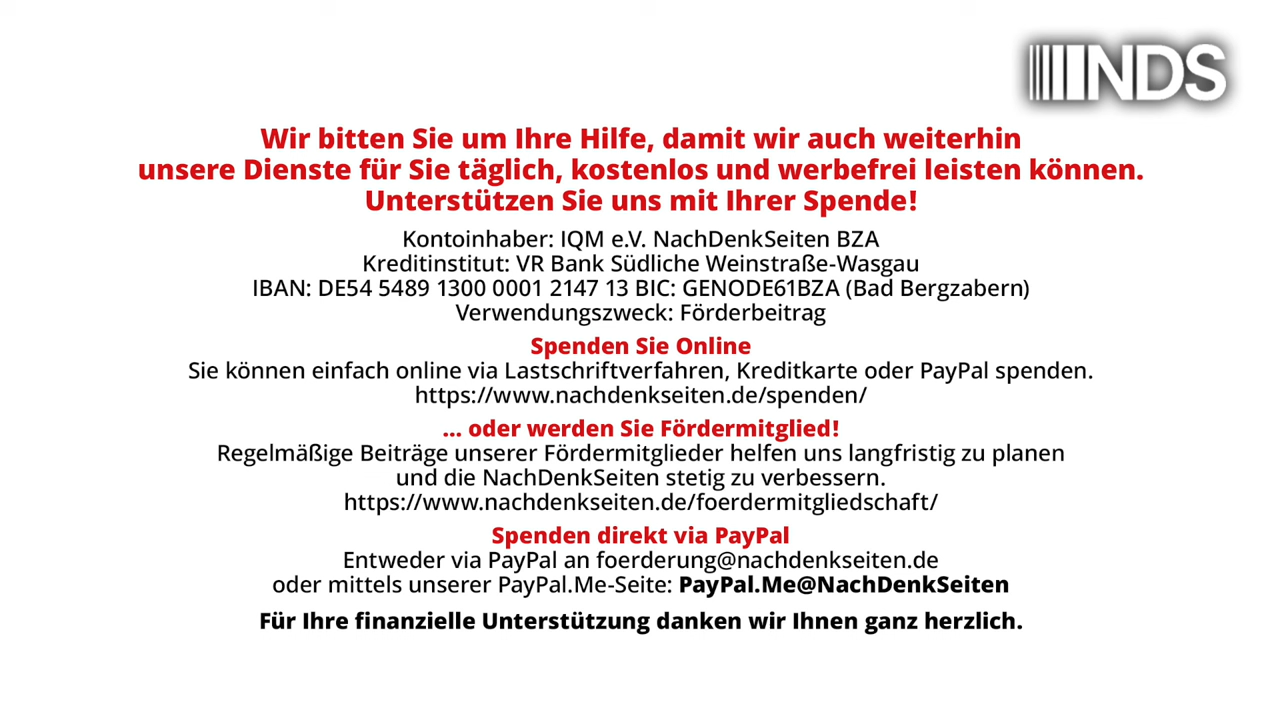 NDS
Wir bitten Sie um Ihre Hilfe, damit wir auch weiterhin
unsere Dienste für Sie täglich, kostenlos und werbefrei leisten können.
Unterstützen Sie uns mit Ihrer Spende!
Kontoinhaber: IQM e.V. NachDenkSeiten BZA
Kreditinstitut: VR Bank Südliche Weinstraße-Wasgau
IBAN: DE54 5489 1300 0001 2147 13 BIC: GENODE61BZA (Bad Bergzabern)
Verwendungszweck: Förderbeitrag
Spenden Sie Online
Sie können einfach online via Lastschriftverfahren, Kreditkarte oder PayPal spenden.
https://www.nachdenkseiten.de/spenden/
... oder werden Sie Fördermitglied!
Regelmäßige Beiträge unserer Fördermitglieder helfen uns langfristig zu planen
und die NachDenkSeiten stetig zu verbessern.
https://www.nachdenkseiten.de/foerdermitgliedschaft/
Spenden direkt via PayPal
Entweder via PayPal an foerderung@nachdenkseiten.de
oder mittels unserer PayPal.Me-Seite: PayPal.Me@NachDenkSeiten
Für Ihre finanzielle Unterstützung danken wir Ihnen ganz herzlich.